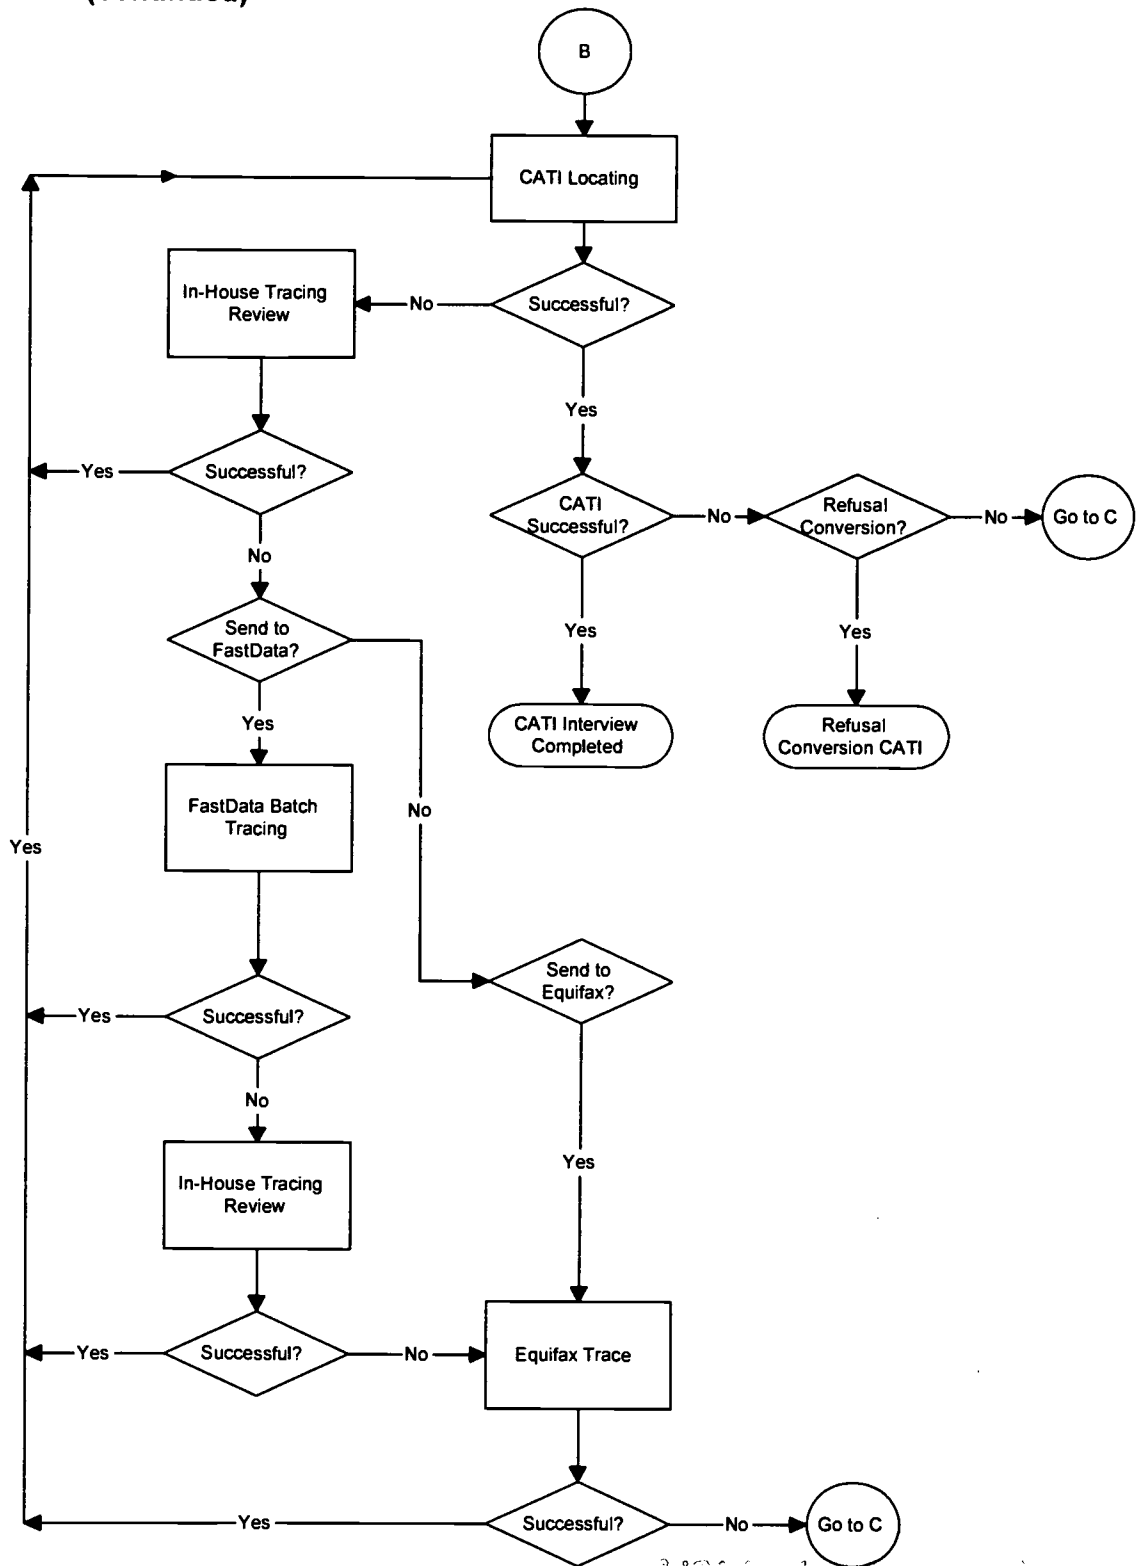 B
CATI Locating
In-House Tracing
Review
No
Successful?
Yes
Yes
Successful?
CATI
Successful?
No
Refusal
Conversion?
No
Go to C
No
Send to
FastData?
Yes
Yes
Yes
CATI Interview
Completed
Refusal
Conversion CATI
FastData Batch
Tracing
No
Yes
Send to
Equifax?
Yes
Successful?
No
In-House Tracing
Review
Yes
Yes
Successful?
No
Equifax Trace
Yes
Successful?
No
Go to C